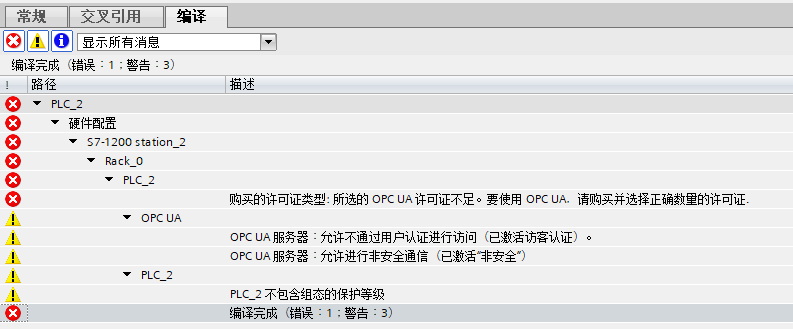 常规 交叉引用 编译
显示所有消息
编译完成（错误：1；警告：3）
! 路径 描述
PLC_2
硬件配置
S7-1200 station_2
Rack_0
PLC_2
购买的许可证类型: 所选的 OPC UA 许可证不足。要使用 OPC UA，请购买并选择正确数量的许可证.
OPC UA
OPC UA 服务器：允许不通过用户认证进行访问（已激活访客认证）。
OPC UA 服务器：允许进行非安全通信（已激活“非安全”）
PLC_2
PLC_2 不包含组态的保护等级
编译完成（错误：1；警告：3）